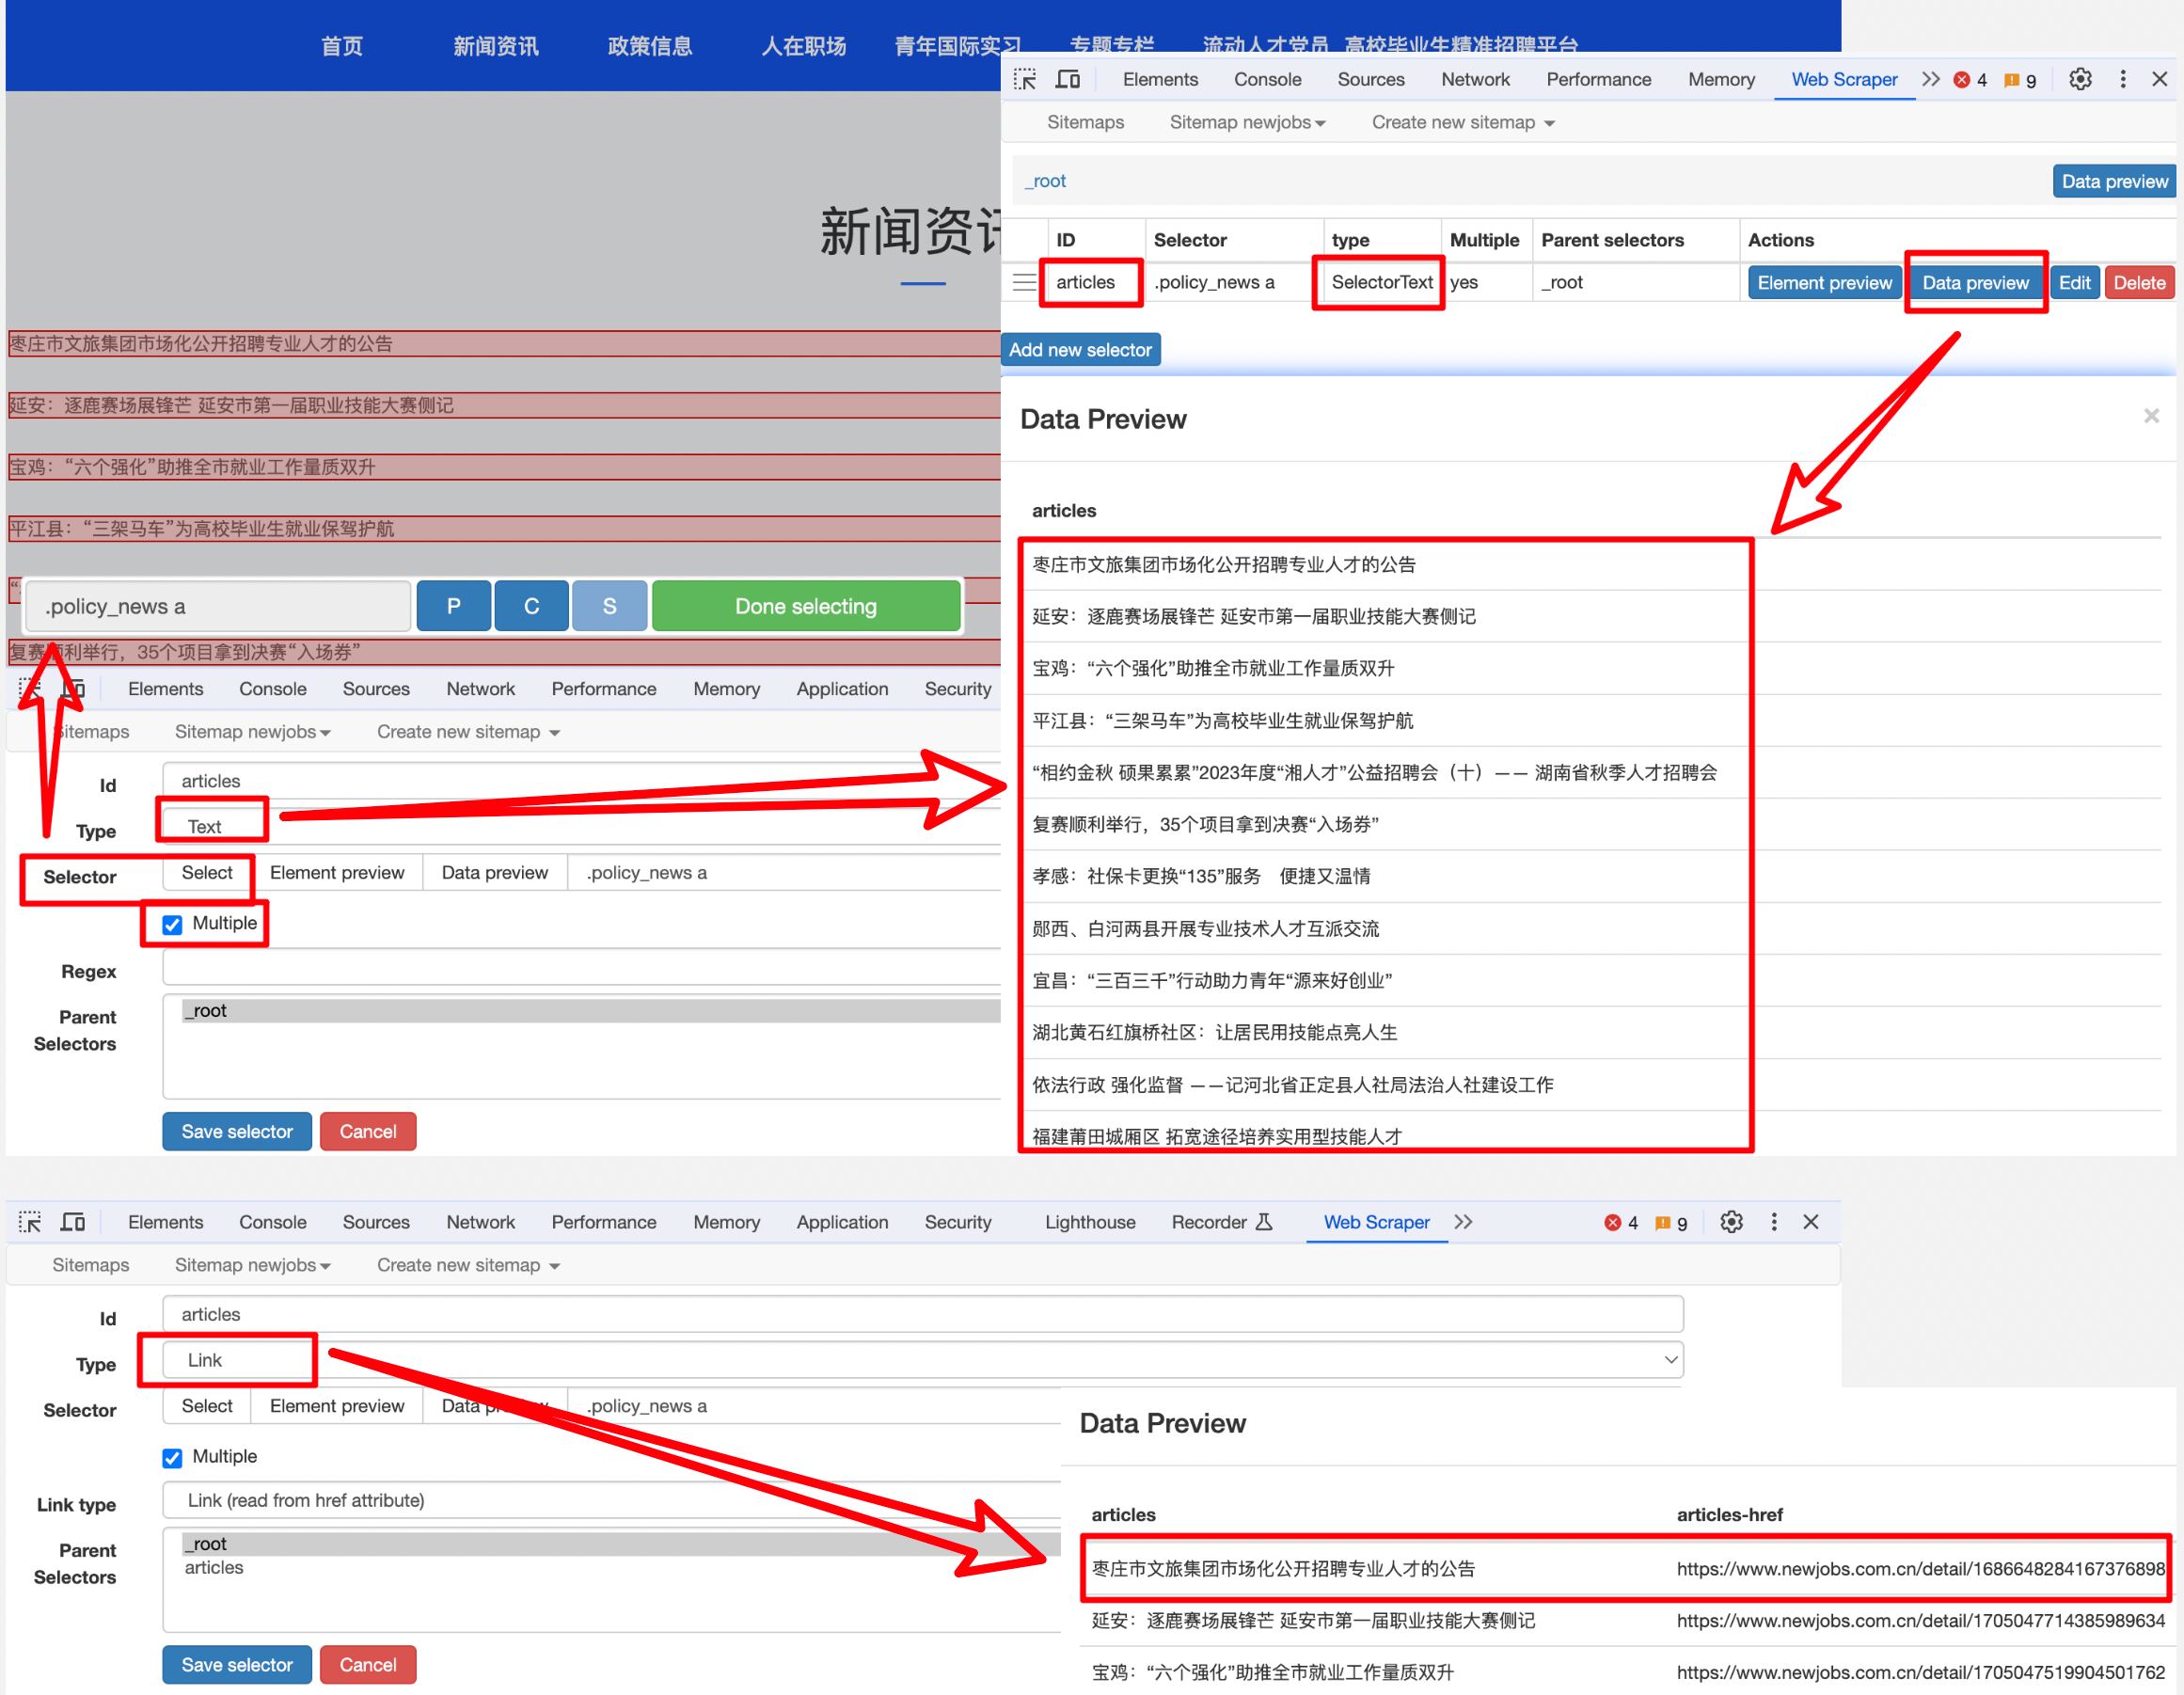 首页 新闻资讯 政策信息 人在职场 青年国际实习 专题专栏 流动人才党员 高校毕业生精准招聘平台
新闻资讯
枣庄市文旅集团市场化公开招聘专业人才的公告
延安：逐鹿赛场展锋芒 延安市第一届职业技能大赛侧记
宝鸡：“六个强化”助推全市就业工作量质双升
平江县：“三架马车”为高校毕业生就业保驾护航
.policy_news a P C S Done selecting
复赛顺利举行，35个项目拿到决赛“入场券”
Elements Console Sources Network Performance Memory Application Security
Sitemaps Sitemap newjobs Create new sitemap
Id articles
Type Text
Selector Select Element preview Data preview .policy_news a
Multiple
Regex
Parent Selectors _root
Save selector Cancel
Elements Console Sources Network Performance Memory Web Scraper 4 9
Sitemaps Sitemap newjobs Create new sitemap
_root Data preview
ID Selector type Multiple Parent selectors Actions
articles .policy_news a SelectorText yes _root Element preview Data preview Edit Delete
Add new selector
Data Preview
articles
枣庄市文旅集团市场化公开招聘专业人才的公告
延安：逐鹿赛场展锋芒 延安市第一届职业技能大赛侧记
宝鸡：“六个强化”助推全市就业工作量质双升
平江县：“三架马车”为高校毕业生就业保驾护航
“相约金秋 硕果累累”2023年度“湘人才”公益招聘会（十）—— 湖南省秋季人才招聘会
复赛顺利举行，35个项目拿到决赛“入场券”
孝感：社保卡更换“135”服务　便捷又温情
郧西、白河两县开展专业技术人才互派交流
宜昌：“三百三千”行动助力青年“源来好创业”
湖北黄石红旗桥社区：让居民用技能点亮人生
依法行政 强化监督 ——记河北省正定县人社局法治人社建设工作
福建莆田城厢区 拓宽途径培养实用型技能人才
Elements Console Sources Network Performance Memory Application Security Lighthouse Recorder Web Scraper 4 9
Sitemaps Sitemap newjobs Create new sitemap
Id articles
Type Link
Selector Select Element preview Data preview .policy_news a
Multiple
Link type Link (read from href attribute)
Parent Selectors _root
articles
Save selector Cancel
Data Preview
articles articles-href
枣庄市文旅集团市场化公开招聘专业人才的公告 https://www.newjobs.com.cn/detail/1686648284167376898
延安：逐鹿赛场展锋芒 延安市第一届职业技能大赛侧记 https://www.newjobs.com.cn/detail/1705047714385989634
宝鸡：“六个强化”助推全市就业工作量质双升 https://www.newjobs.com.cn/detail/1705047519904501762